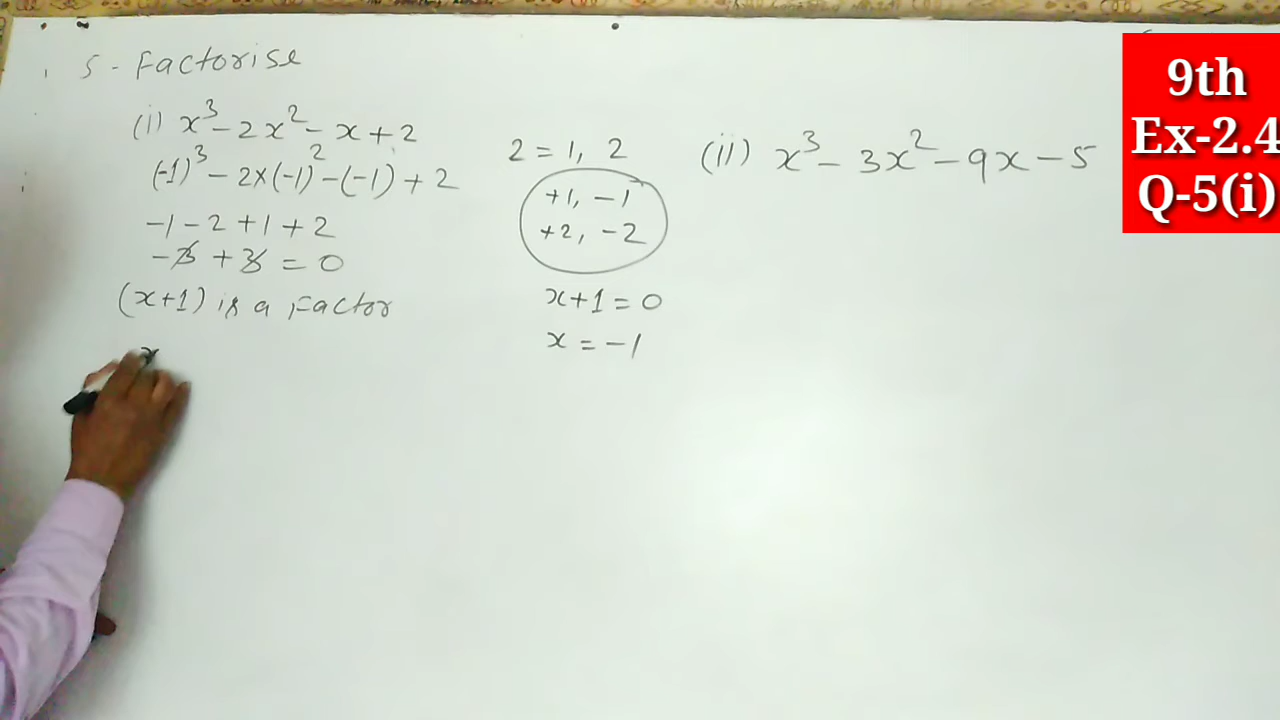 5 - Factorise
(i) x³ - 2x² - x + 2
(-1)³ - 2×(-1)² - (-1) + 2
-1 - 2 + 1 + 2
-3 + 3 = 0
(x+1) is a Factor
x
2 = 1, 2
+1, -1
+2, -2
x+1 = 0
x = -1
(ii) x³ - 3x² - 9x - 5
9th
Ex-2.4
Q-5(i)